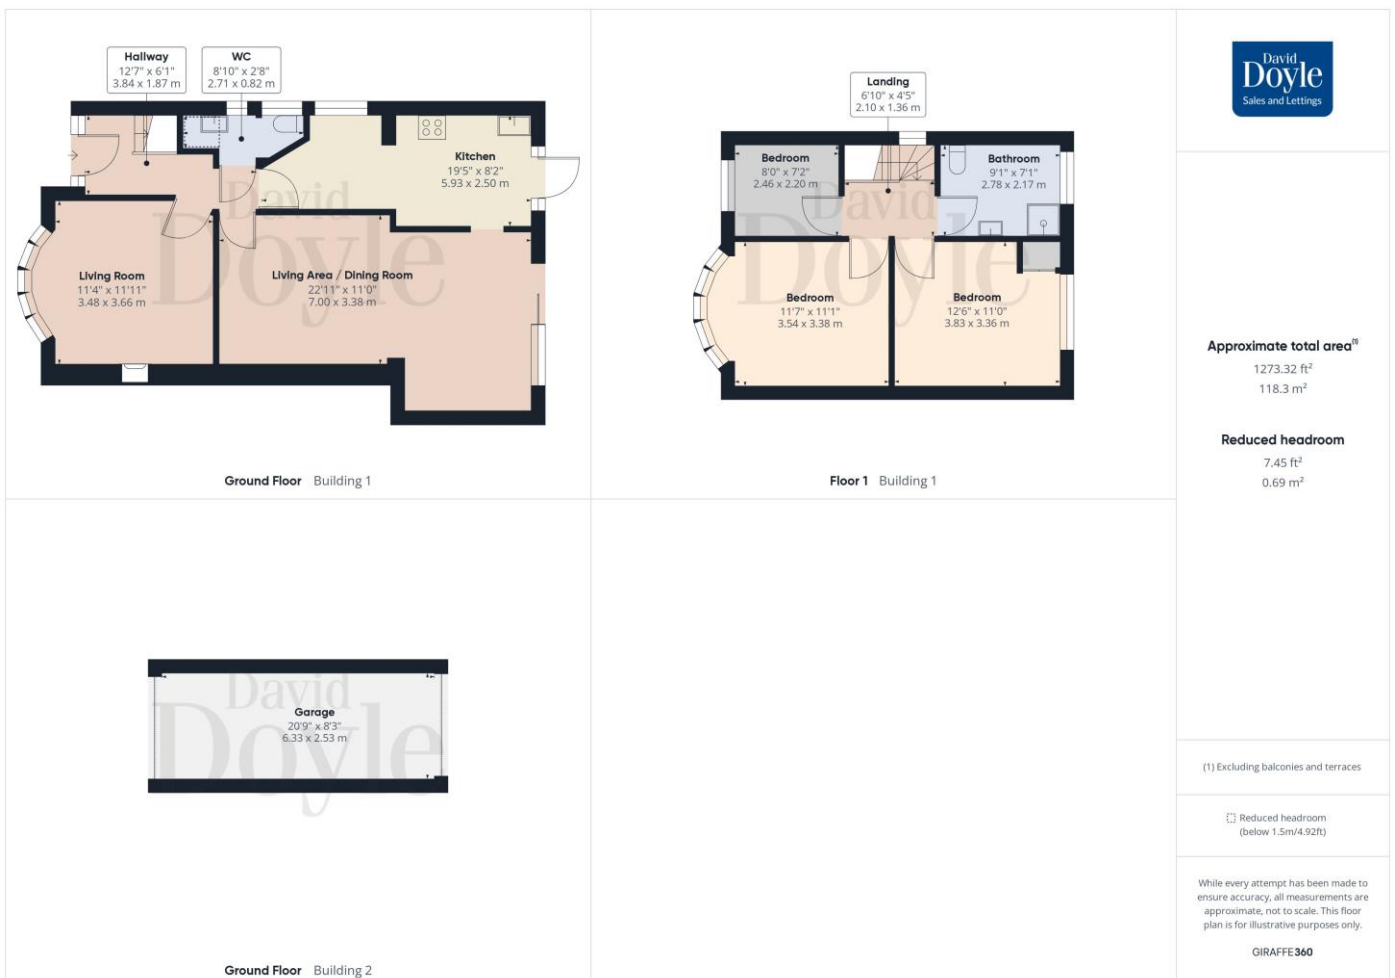 Hallway
12'7" x 6'1"
3.84 x 1.87 m
WC
8'10" x 2'8"
2.71 x 0.82 m
Kitchen
19'5" x 8'2"
5.93 x 2.50 m
Living Room
11'4" x 11'11"
3.48 x 3.66 m
Living Area / Dining Room
22'11" x 11'0"
7.00 x 3.38 m
David
Doyle
Ground Floor Building 1
Landing
6'10" x 4'5"
2.10 x 1.36 m
Bedroom
8'0" x 7'2"
2.46 x 2.20 m
Bathroom
9'1" x 7'1"
2.78 x 2.17 m
Bedroom
11'7" x 11'1"
3.54 x 3.38 m
Bedroom
12'6" x 11'0"
3.83 x 3.36 m
David
Doyle
Floor 1 Building 1
Garage
20'9" x 8'3"
6.33 x 2.53 m
David
Doyle
Ground Floor Building 2
David
Doyle
Sales and Lettings
Approximate total area(1)
1273.32 ft²
118.3 m²
Reduced headroom
7.45 ft²
0.69 m²
(1) Excluding balconies and terraces
Reduced headroom
(below 1.5m/4.92ft)
While every attempt has been made to
ensure accuracy, all measurements are
approximate, not to scale. This floor
plan is for illustrative purposes only.
GIRAFFE360